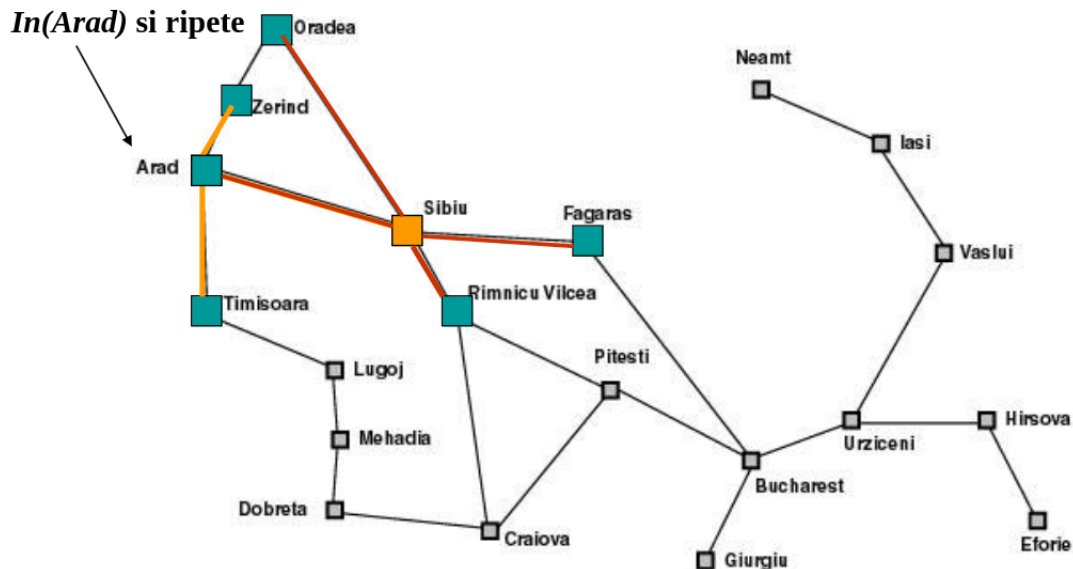 In(Arad) si ripete
Oradea
Neamt
Zerind
Iasi
Arad
Sibiu
Fagaras
Vaslui
Timisoara
Rimnicu Vilcea
Pitesti
Lugoj
Hirsova
Mehadia
Urziceni
Bucharest
Dobreta
Craiova
Eforie
Giurgiu